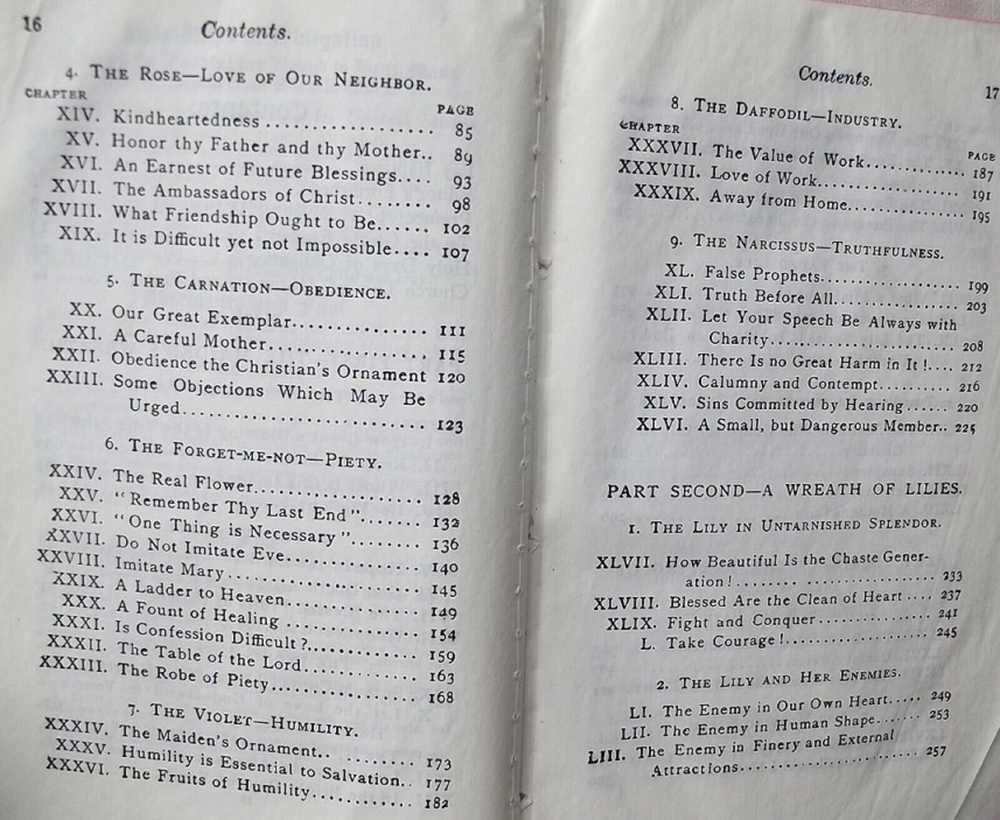 16
Contents.
4. The Rose—Love of Our Neighbor.
CHAPTER PAGE
XIV. Kindheartedness .................. 85
XV. Honor thy Father and thy Mother.. 89
XVI. An Earnest of Future Blessings.... 93
XVII. The Ambassadors of Christ........ 98
XVIII. What Friendship Ought to Be...... 102
XIX. It is Difficult yet not Impossible.... 107
5. The Carnation—Obedience.
XX. Our Great Exemplar............... 111
XXI. A Careful Mother.................. 115
XXII. Obedience the Christian's Ornament 120
XXIII. Some Objections Which May Be
Urged.............................. 123
6. The Forget-me-not—Piety.
XXIV. The Real Flower.................... 128
XXV. "Remember Thy Last End"....... 132
XXVI. "One Thing is Necessary"........ 136
XXVII. Do Not Imitate Eve............... 140
XXVIII. Imitate Mary...................... 145
XXIX. A Ladder to Heaven............... 149
XXX. A Fount of Healing ............... 154
XXXI. Is Confession Difficult?............ 159
XXXII. The Table of the Lord............. 163
XXXIII. The Robe of Piety................. 168
7. The Violet—Humility.
XXXIV. The Maiden's Ornament.. ........ 173
XXXV. Humility is Essential to Salvation.. 177
XXXVI. The Fruits of Humility............ 182
Contents.
17
8. The Daffodil—Industry.
CHAPTER PAGE
XXXVII. The Value of Work............. 187
XXXVIII. Love of Work................... 191
XXXIX. Away from Home............... 195
9. The Narcissus—Truthfulness.
XL. False Prophets................... 199
XLI. Truth Before All................. 203
XLII. Let Your Speech Be Always with
Charity......................... 208
XLIII. There Is no Great Harm in It!.... 212
XLIV. Calumny and Contempt.......... 216
XLV. Sins Committed by Hearing...... 220
XLVI. A Small, but Dangerous Member.. 225
PART SECOND—A WREATH OF LILIES.
1. The Lily in Untarnished Splendor.
XLVII. How Beautiful Is the Chaste Gener-
ation!........ .................. 233
XLVIII. Blessed Are the Clean of Heart .... 237
XLIX. Fight and Conquer............... 241
L. Take Courage!.................... 245
2. The Lily and Her Enemies.
LI. The Enemy in Our Own Heart..... 249
LII. The Enemy in Human Shape....... 253
LIII. The Enemy in Finery and External
Attractions........................ 257